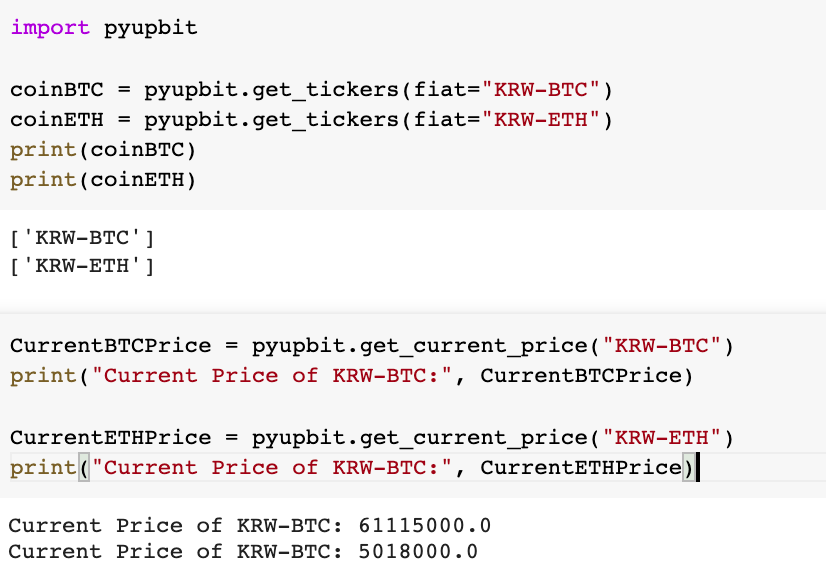 import pyupbit
coinBTC = pyupbit.get_tickers(fiat="KRW-BTC")
coinETH = pyupbit.get_tickers(fiat="KRW-ETH")
print(coinBTC)
print(coinETH)
['KRW-BTC']
['KRW-ETH']
CurrentBTCPrice = pyupbit.get_current_price("KRW-BTC")
print("Current Price of KRW-BTC:", CurrentBTCPrice)
CurrentETHPrice = pyupbit.get_current_price("KRW-ETH")
print("Current Price of KRW-BTC:", CurrentETHPrice)
Current Price of KRW-BTC: 61115000.0
Current Price of KRW-BTC: 5018000.0